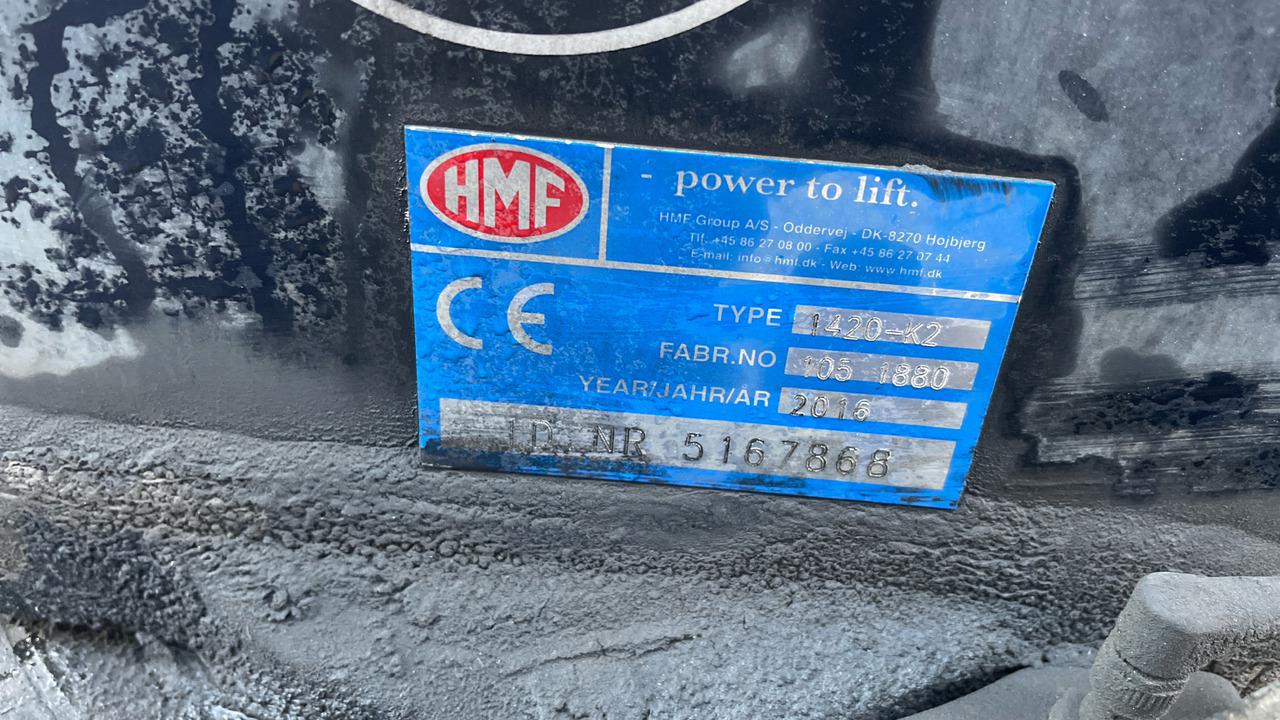 HMF
- power to lift.
HMF Group A/S - Oddervej - DK-8270 Hojbjerg
Tlf. +45 86 27 08 00 - Fax +45 86 27 07 44
E-mail: info@hmf.dk - Web: www.hmf.dk
CE
TYPE 1420-K2
FABR.NO 105 1880
YEAR/JAHR/ÅR 2016
ID.NR 5167868